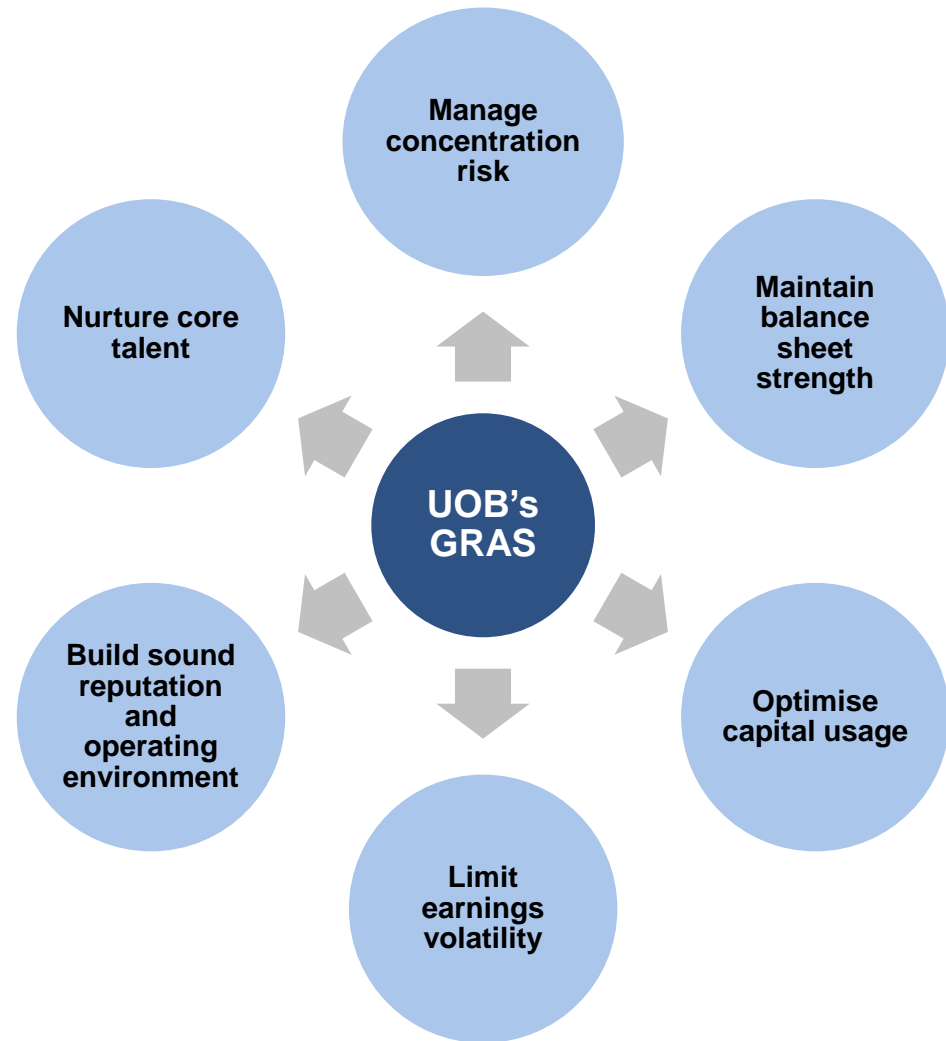 Manage
concentration
risk
Maintain
balance
sheet
strength
Optimise
capital usage
Limit
earnings
volatility
Build sound
reputation
and
operating
environment
Nurture core
talent
UOB’s
GRAS